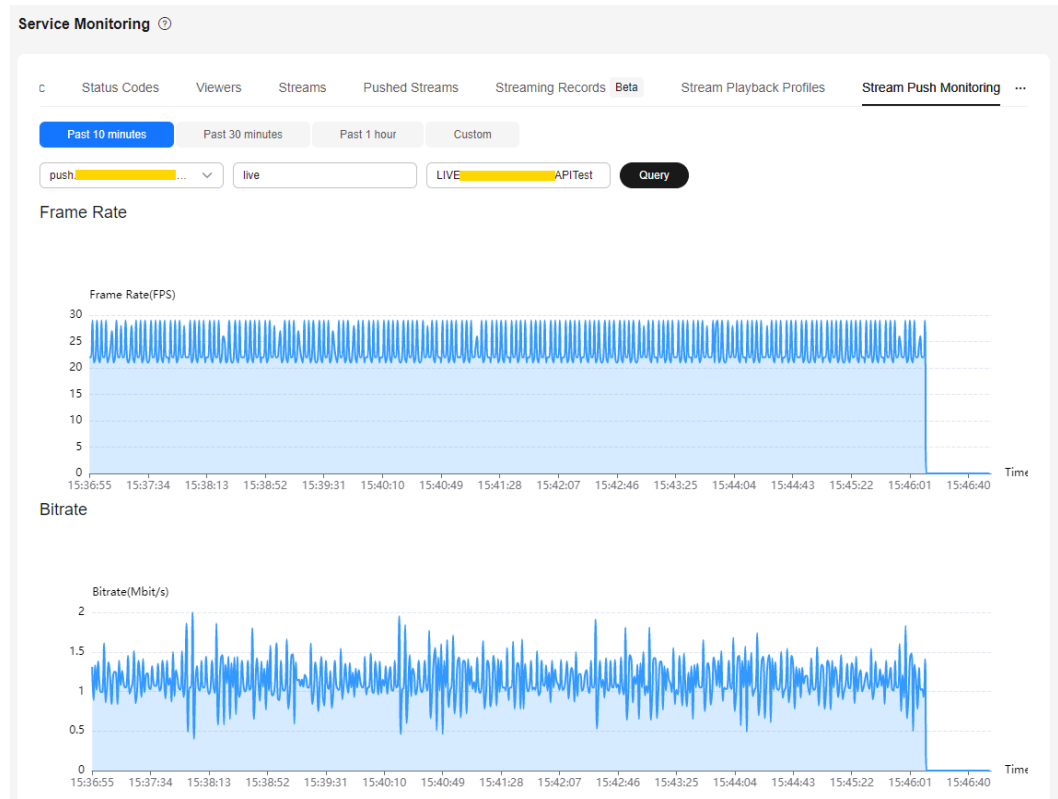 Service Monitoring ?
c Status Codes Viewers Streams Pushed Streams Streaming Records Beta Stream Playback Profiles Stream Push Monitoring ...
Past 10 minutes Past 30 minutes Past 1 hour Custom
push. ... live LIVE APITest Query
Frame Rate
Frame Rate(FPS)
30
25
20
15
10
5
0
Time
15:36:55 15:37:34 15:38:13 15:38:52 15:39:31 15:40:10 15:40:49 15:41:28 15:42:07 15:42:46 15:43:25 15:44:04 15:44:43 15:45:22 15:46:01 15:46:40
Bitrate
Bitrate(Mbit/s)
2
1.5
1
0.5
0
Time
15:36:55 15:37:34 15:38:13 15:38:52 15:39:31 15:40:10 15:40:49 15:41:28 15:42:07 15:42:46 15:43:25 15:44:04 15:44:43 15:45:22 15:46:01 15:46:40